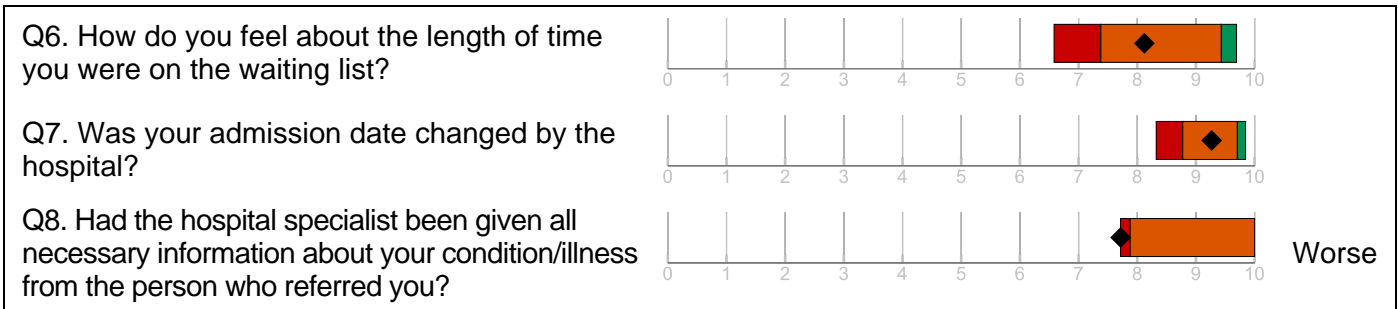 Q6. How do you feel about the length of time
you were on the waiting list?
0 1 2 3 4 5 6 7 8 9 10
Q7. Was your admission date changed by the
hospital?
0 1 2 3 4 5 6 7 8 9 10
Q8. Had the hospital specialist been given all
necessary information about your condition/illness
from the person who referred you?
0 1 2 3 4 5 6 7 8 9 10
Worse